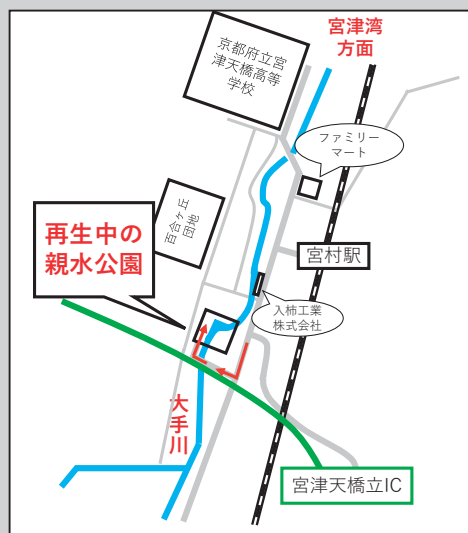 宮津湾
方面
京都府立宮
津天橋高等
学校
ファミリー
マート
百合ケ丘
団地
再生中の
親水公園
宮村駅
入柿工業
株式会社
大手川
宮津天橋立IC